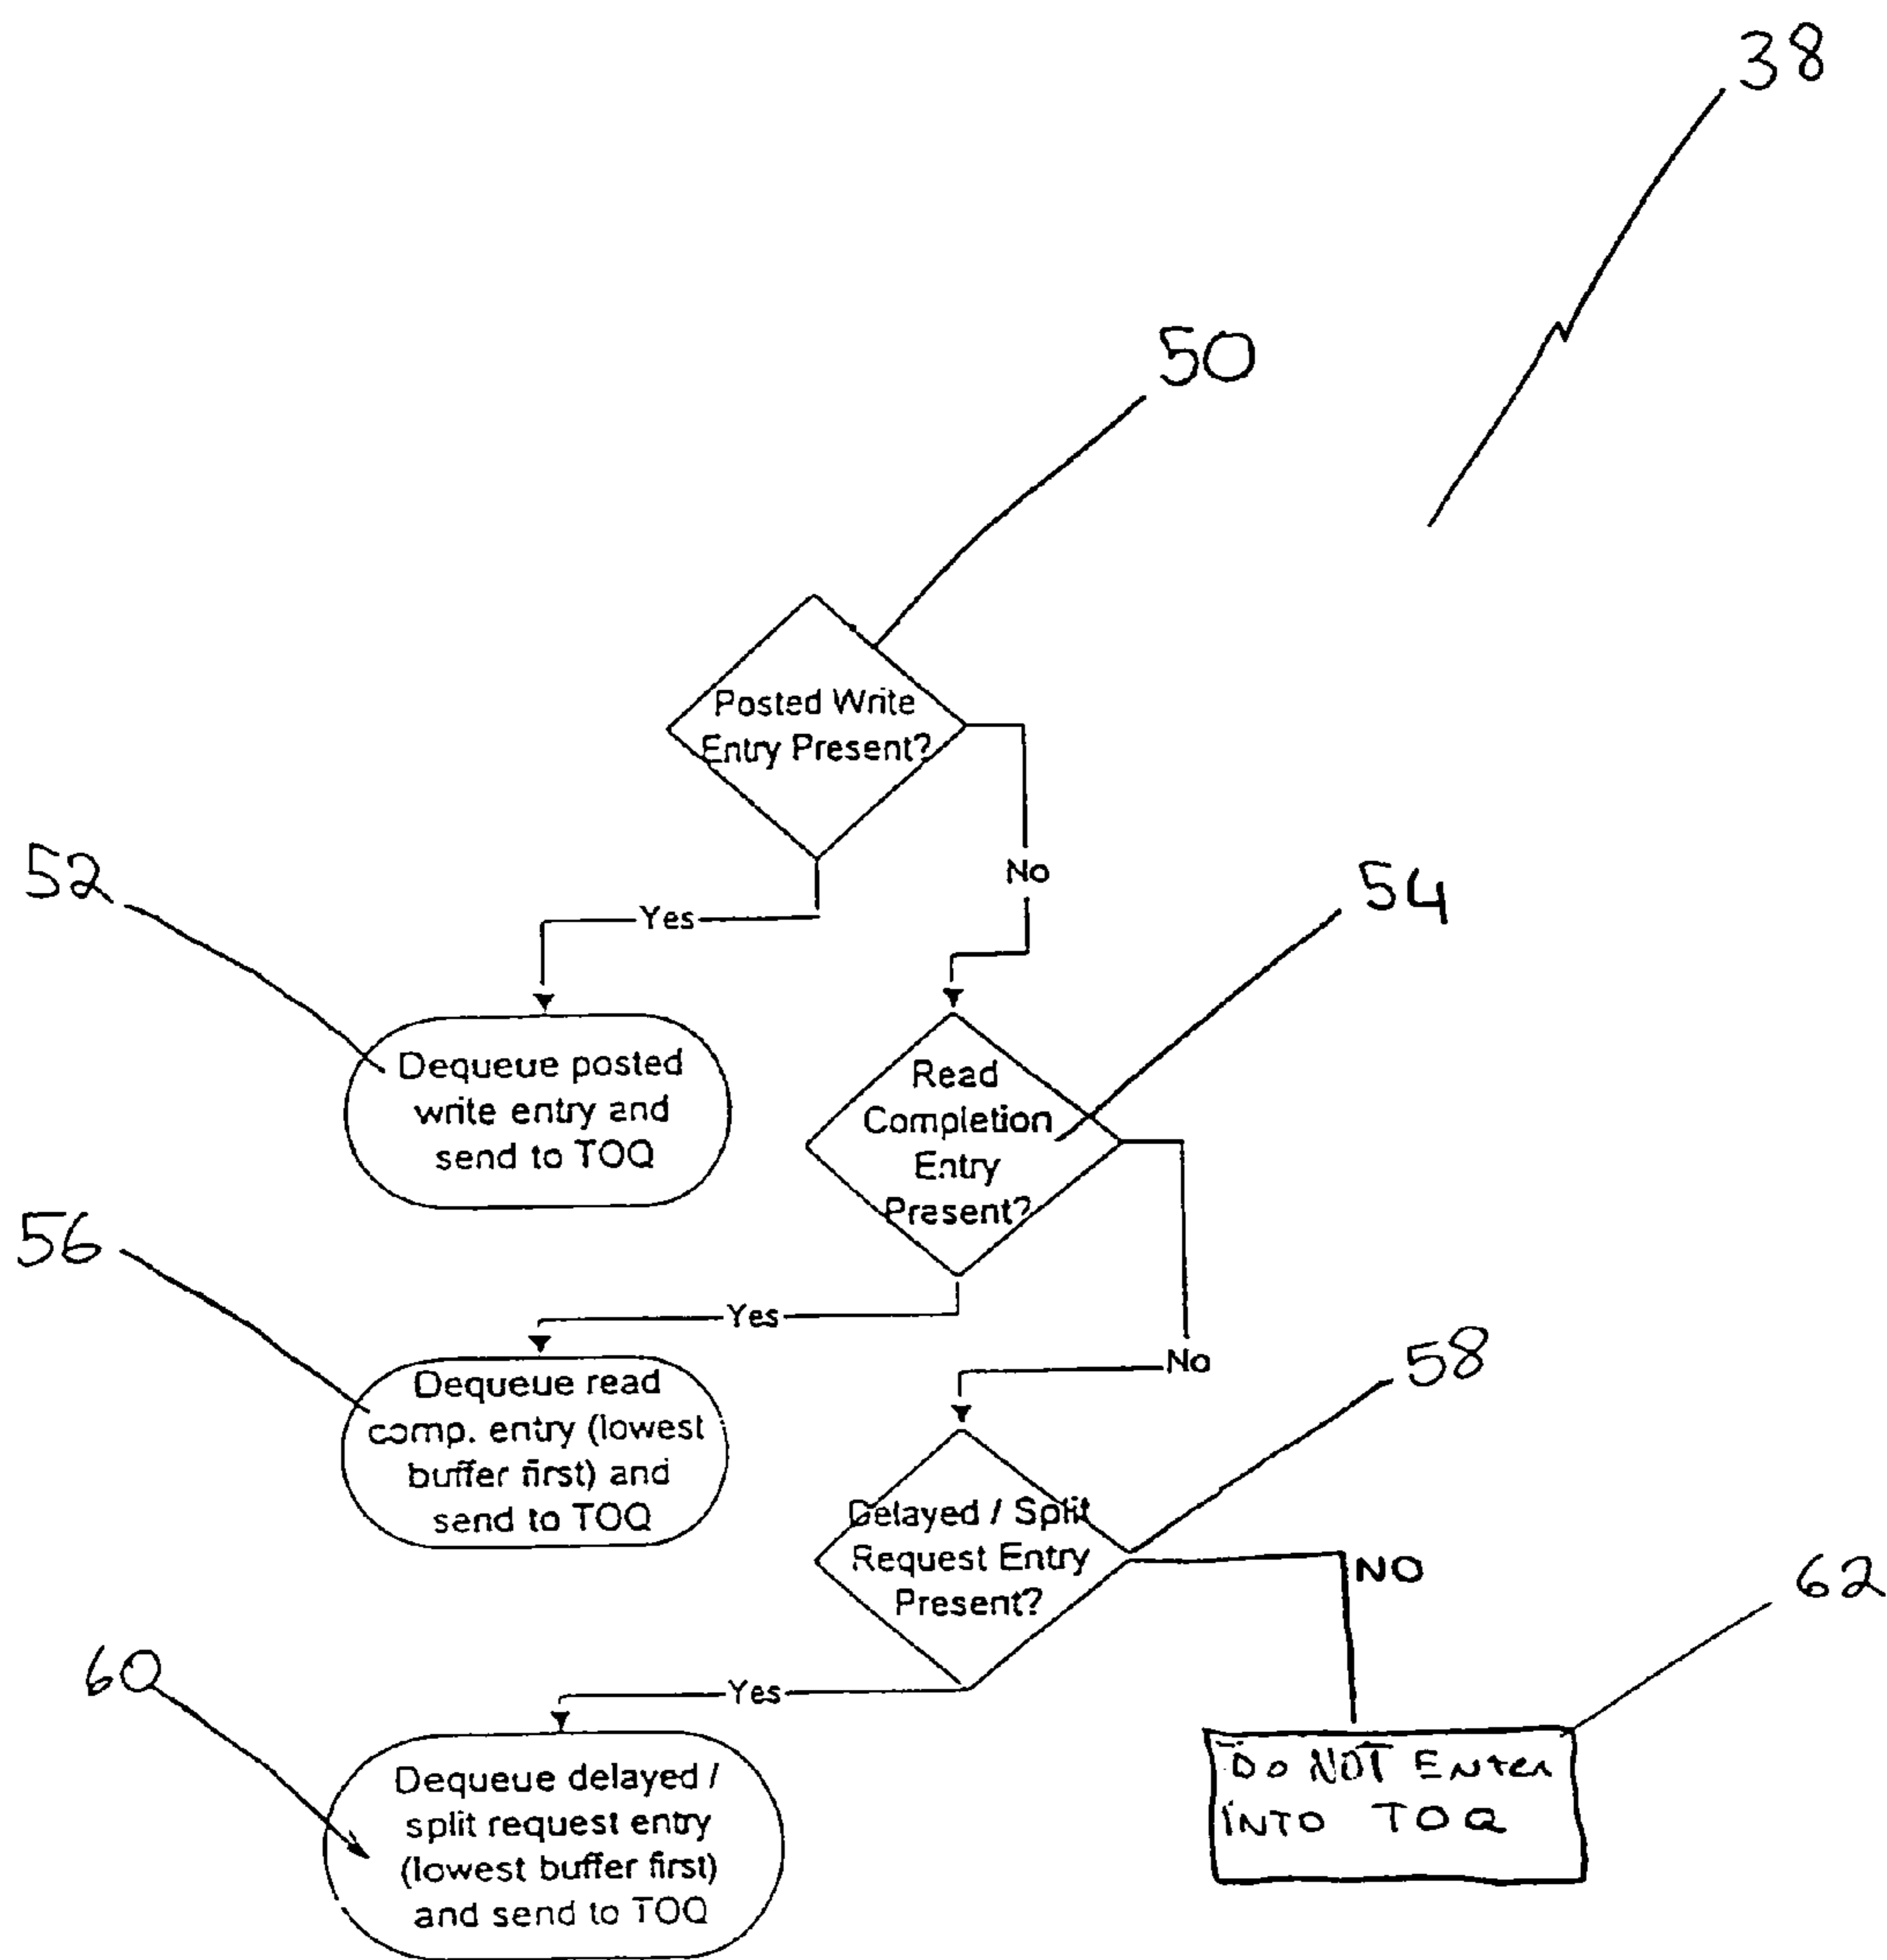 38
50
Posted Write
Entry Present?
52
No
54
Yes
Dequeue posted
write entry and
send to TOQ
Read
Completion
Entry
Present?
56
Yes
58
No
Dequeue read
comp. entry (lowest
buffer first) and
send to TOQ
Delayed / Split
Request Entry
Present?
NO
62
60
Yes
Do NOT Enter
INTO TOQ
Dequeue delayed /
split request entry
(lowest buffer first)
and send to TOQ